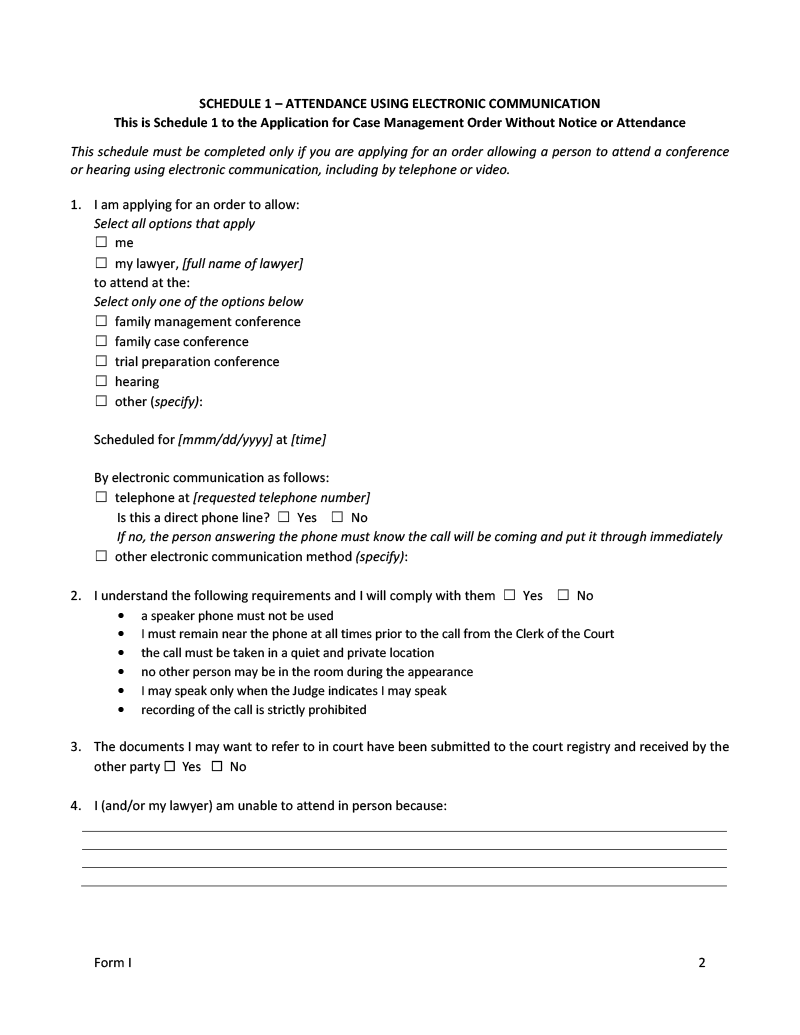 SCHEDULE 1 – ATTENDANCE USING ELECTRONIC COMMUNICATION
This is Schedule 1 to the Application for Case Management Order Without Notice or Attendance
This schedule must be completed only if you are applying for an order allowing a person to attend a conference
or hearing using electronic communication, including by telephone or video.
1. I am applying for an order to allow:
Select all options that apply
☐ me
☐ my lawyer, [full name of lawyer]
to attend at the:
Select only one of the options below
☐ family management conference
☐ family case conference
☐ trial preparation conference
☐ hearing
☐ other (specify):
Scheduled for [mmm/dd/yyyy] at [time]
By electronic communication as follows:
☐ telephone at [requested telephone number]
Is this a direct phone line? ☐ Yes ☐ No
If no, the person answering the phone must know the call will be coming and put it through immediately
☐ other electronic communication method (specify):
2. I understand the following requirements and I will comply with them ☐ Yes ☐ No
• a speaker phone must not be used
• I must remain near the phone at all times prior to the call from the Clerk of the Court
• the call must be taken in a quiet and private location
• no other person may be in the room during the appearance
• I may speak only when the Judge indicates I may speak
• recording of the call is strictly prohibited
3. The documents I may want to refer to in court have been submitted to the court registry and received by the
other party ☐ Yes ☐ No
4. I (and/or my lawyer) am unable to attend in person because:
Form I 2